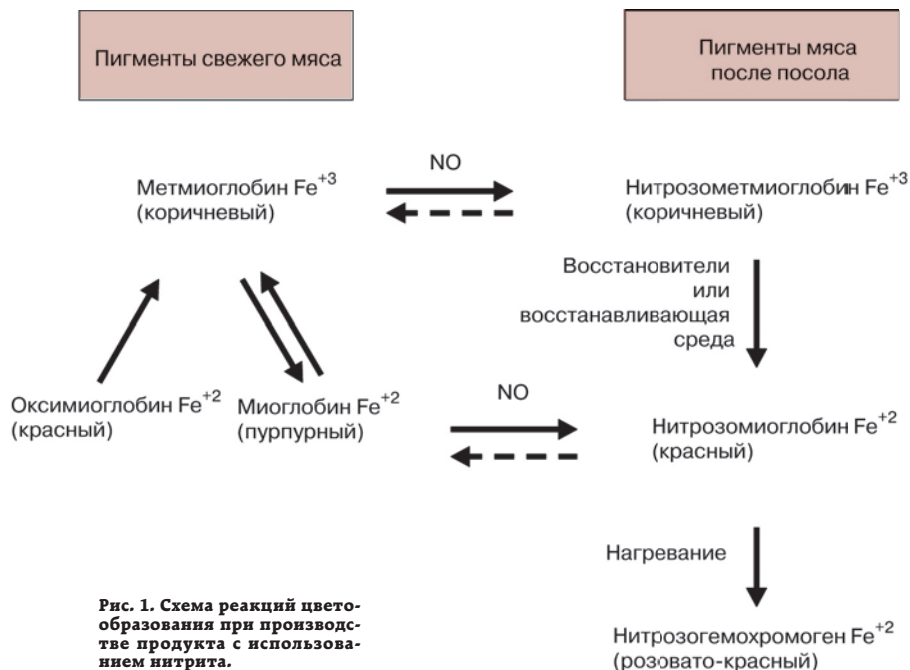 Пигменты свежего мяса
Пигменты мяса
после посола
NO
Метмиоглобин Fe+3
(коричневый)
Нитрозометмиоглобин Fe+3
(коричневый)
Восстановители
или
восстанавливающая
среда
Оксимиоглобин Fe+2
(красный)
Миоглобин Fe+2
(пурпурный)
NO
Нитрозомиоглобин Fe+2
(красный)
Нагревание
Нитрозогемохромоген Fe+2
(розовато-красный)
Рис. 1. Схема реакций цвето-
образования при производс-
тве продукта с использова-
нием нитрита.